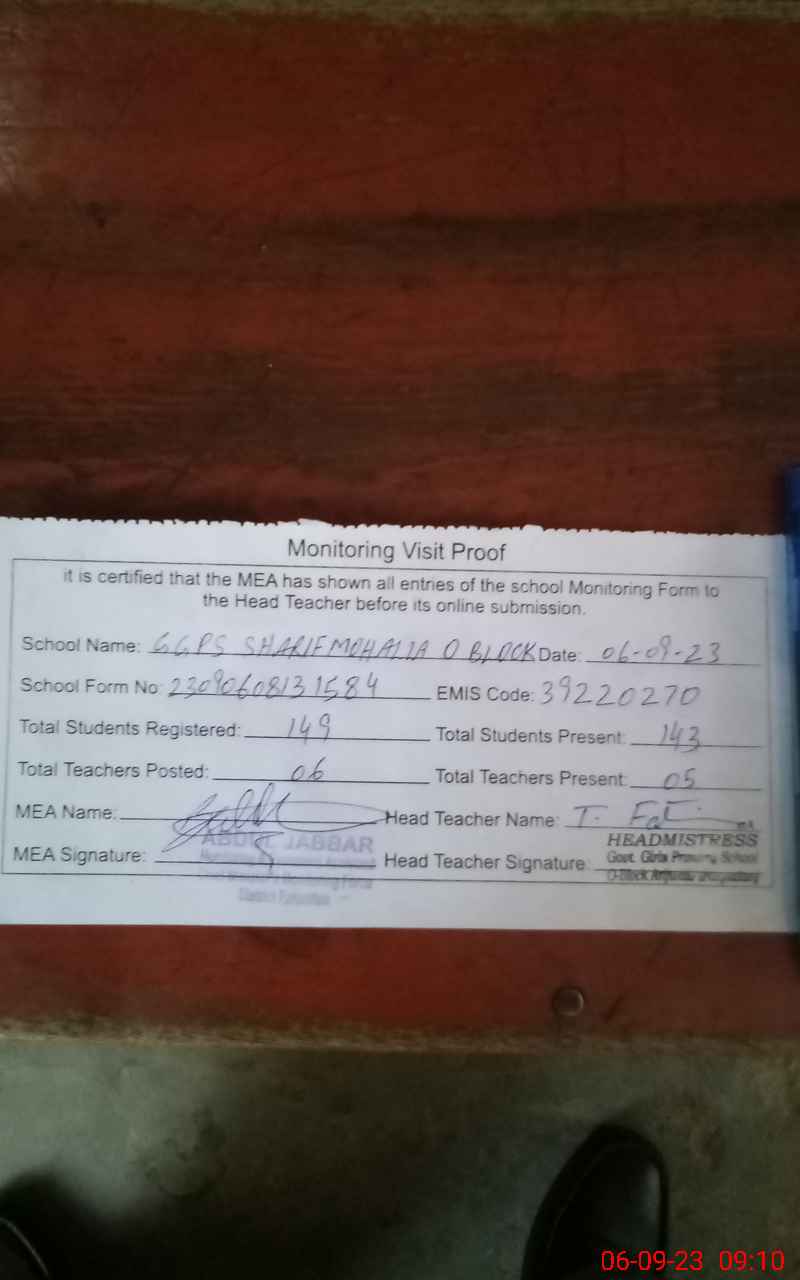 Monitoring Visit Proof
it is certified that the MEA has shown all entries of the school Monitoring Form to
the Head Teacher before its online submission.
School Name: GGPS SHARIF MOHALLA O BLOCK Date: 06-09-23
School Form No: 23090608131584 EMIS Code: 39220270
Total Students Registered: 149 Total Students Present: 143
Total Teachers Posted: 06 Total Teachers Present: 05
MEA Name: Head Teacher Name: T.
ABDUL JABBAR HEADMISTRESS
MEA Signature: Head Teacher Signature: Govt. Girls Primary School
O-Block
06-09-23 09:10